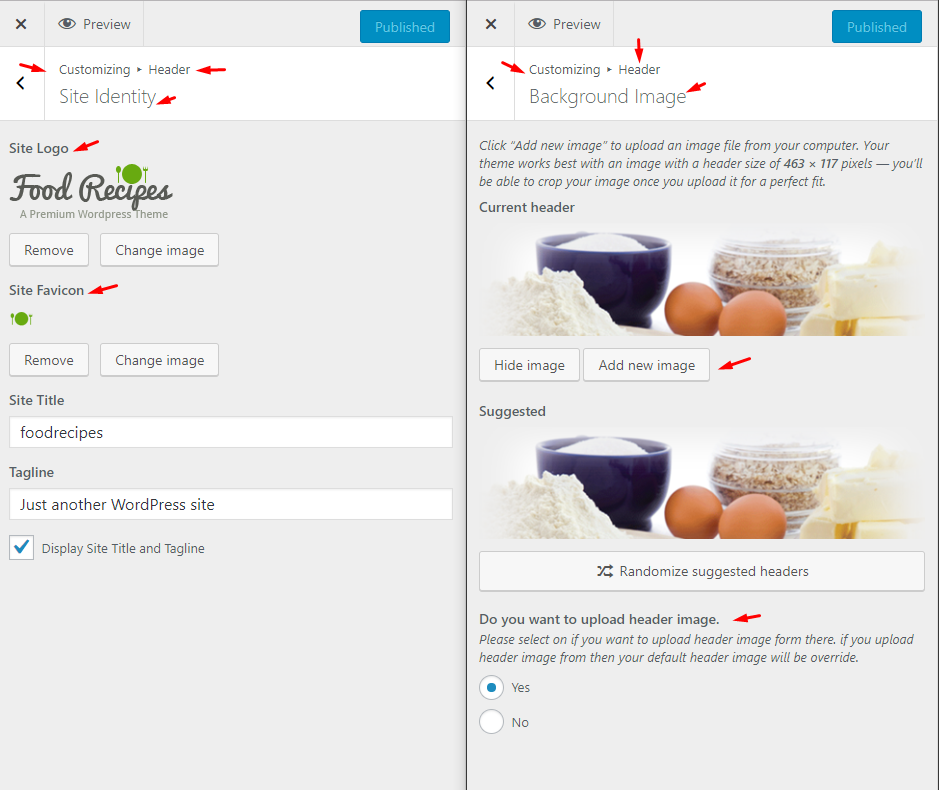 Preview
Published
Customizing ▸ Header
Site Identity
Site Logo
Food Recipes
A Premium Wordpress Theme
Remove
Change image
Site Favicon
Remove
Change image
Site Title
foodrecipes
Tagline
Just another WordPress site
Display Site Title and Tagline
Preview
Published
Customizing ▸ Header
Background Image
Click “Add new image” to upload an image file from your computer. Your
theme works best with an image with a header size of 463 × 117 pixels — you’ll
be able to crop your image once you upload it for a perfect fit.
Current header
Hide image
Add new image
Suggested
Randomize suggested headers
Do you want to upload header image.
Please select on if you want to upload header image form there. if you upload
header image from then your default header image will be override.
Yes
No